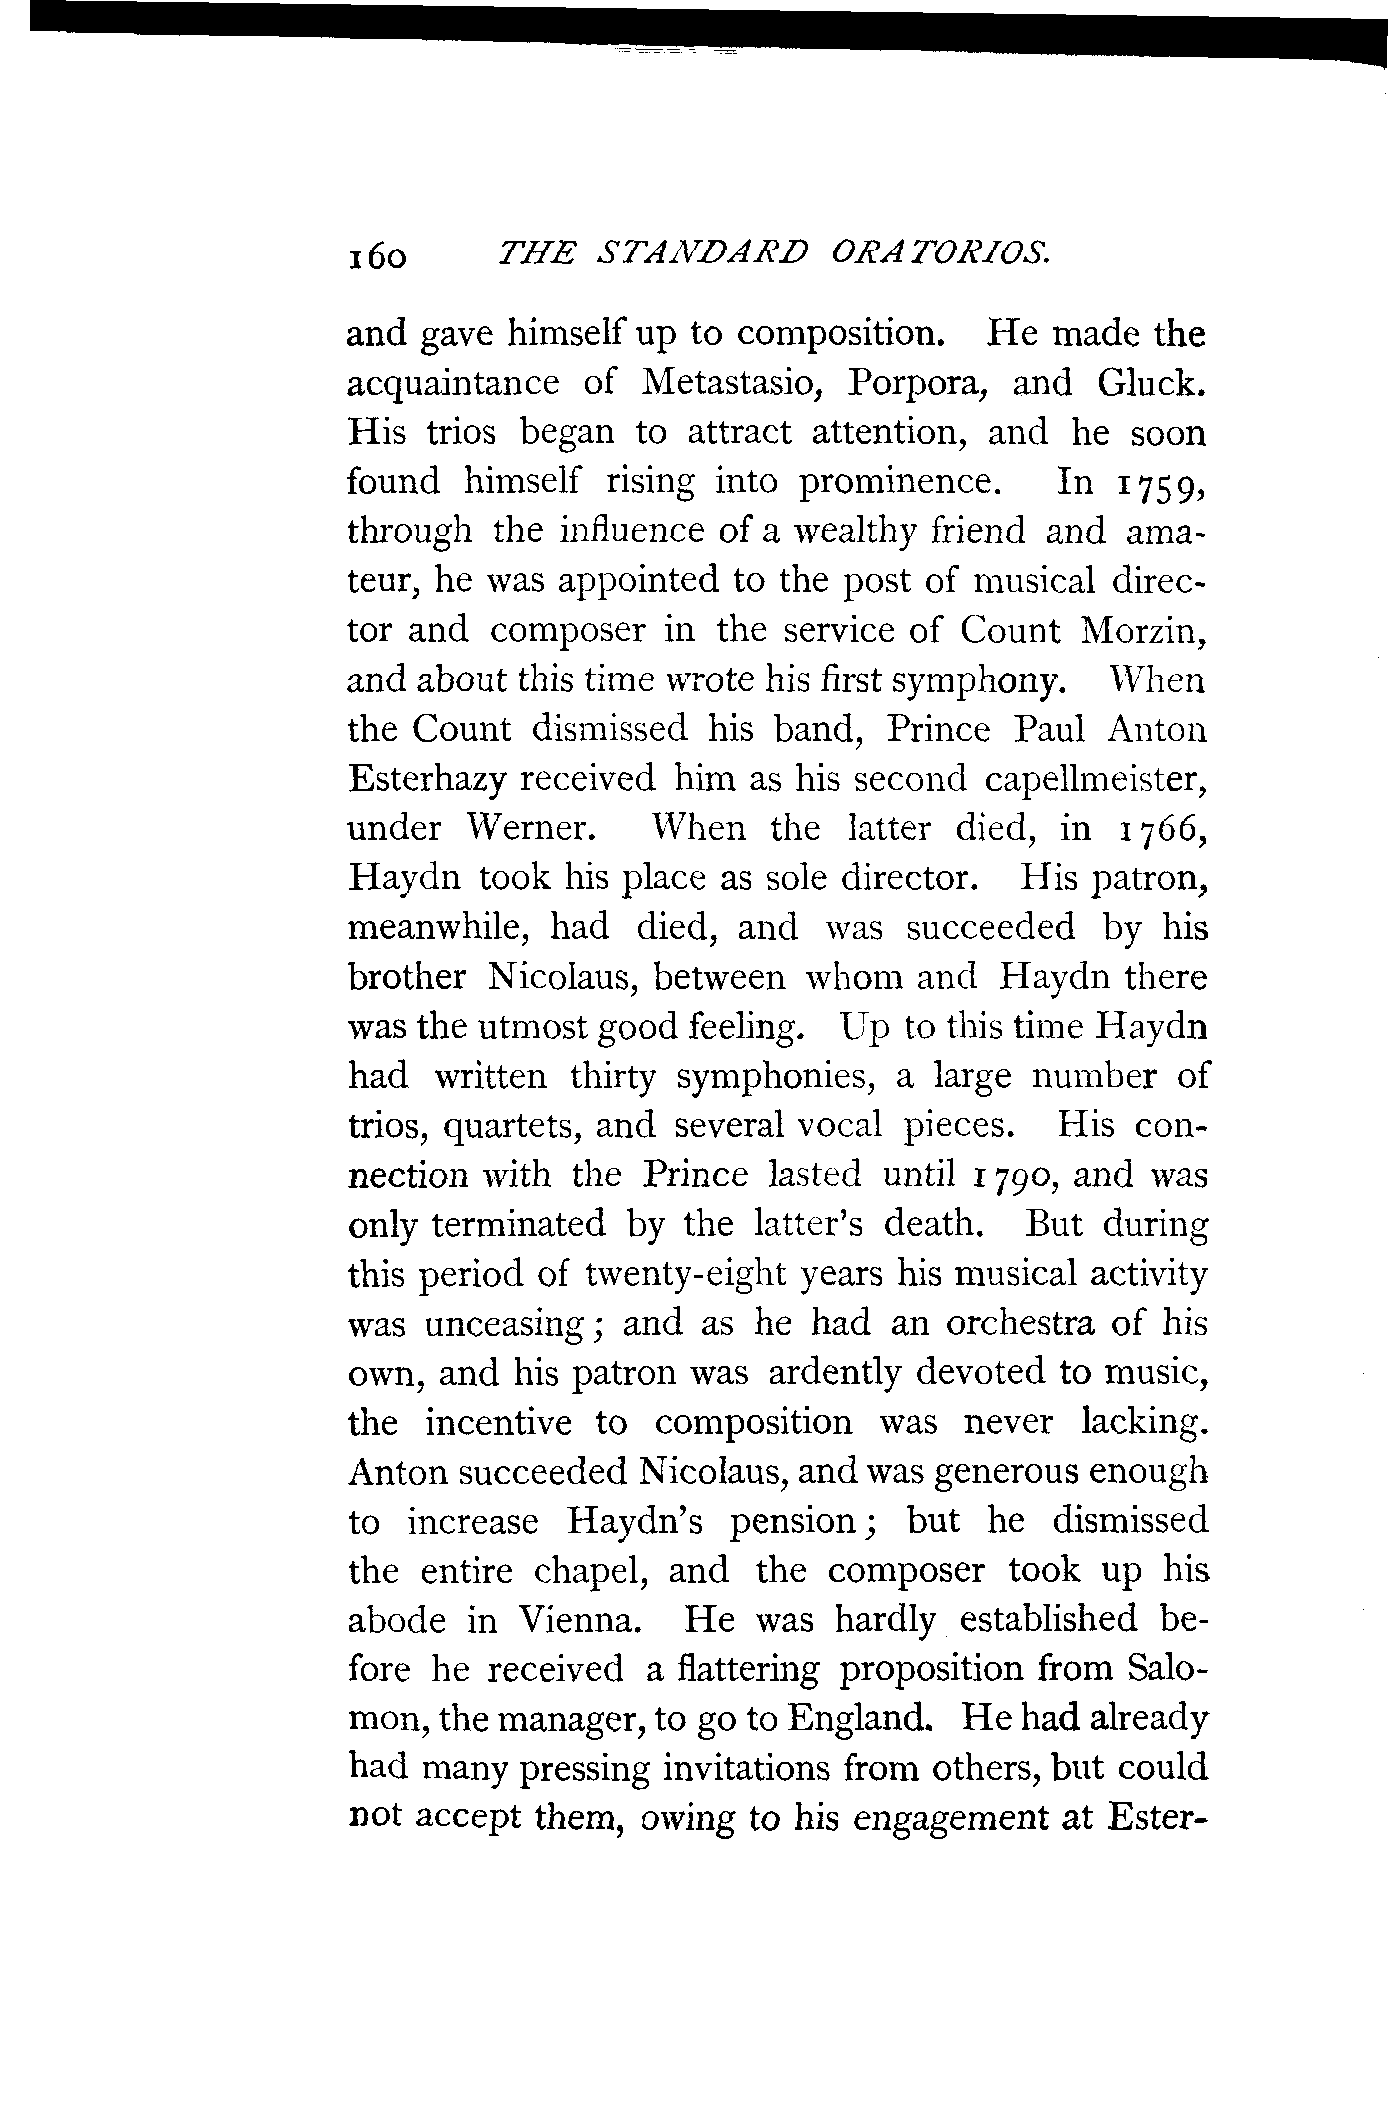 160 THE STANDARD ORATORIOS.
and gave himself up to composition. He made the
acquaintance of Metastasio, Porpora, and Gluck.
His trios began to attract attention, and he soon
found himself rising into prominence. In 1759,
through the influence of a wealthy friend and ama-
teur, he was appointed to the post of musical direc-
tor and composer in the service of Count Morzin,
and about this time wrote his first symphony. When
the Count dismissed his band, Prince Paul Anton
Esterhazy received him as his second capellmeister,
under Werner. When the latter died, in 1766,
Haydn took his place as sole director. His patron,
meanwhile, had died, and was succeeded by his
brother Nicolaus, between whom and Haydn there
was the utmost good feeling. Up to this time Haydn
had written thirty symphonies, a large number of
trios, quartets, and several vocal pieces. His con-
nection with the Prince lasted until 1790, and was
only terminated by the latter's death. But during
this period of twenty-eight years his musical activity
was unceasing; and as he had an orchestra of his
own, and his patron was ardently devoted to music,
the incentive to composition was never lacking.
Anton succeeded Nicolaus, and was generous enough
to increase Haydn's pension; but he dismissed
the entire chapel, and the composer took up his
abode in Vienna. He was hardly established be-
fore he received a flattering proposition from Salo-
mon, the manager, to go to England. He had already
had many pressing invitations from others, but could
not accept them, owing to his engagement at Ester-